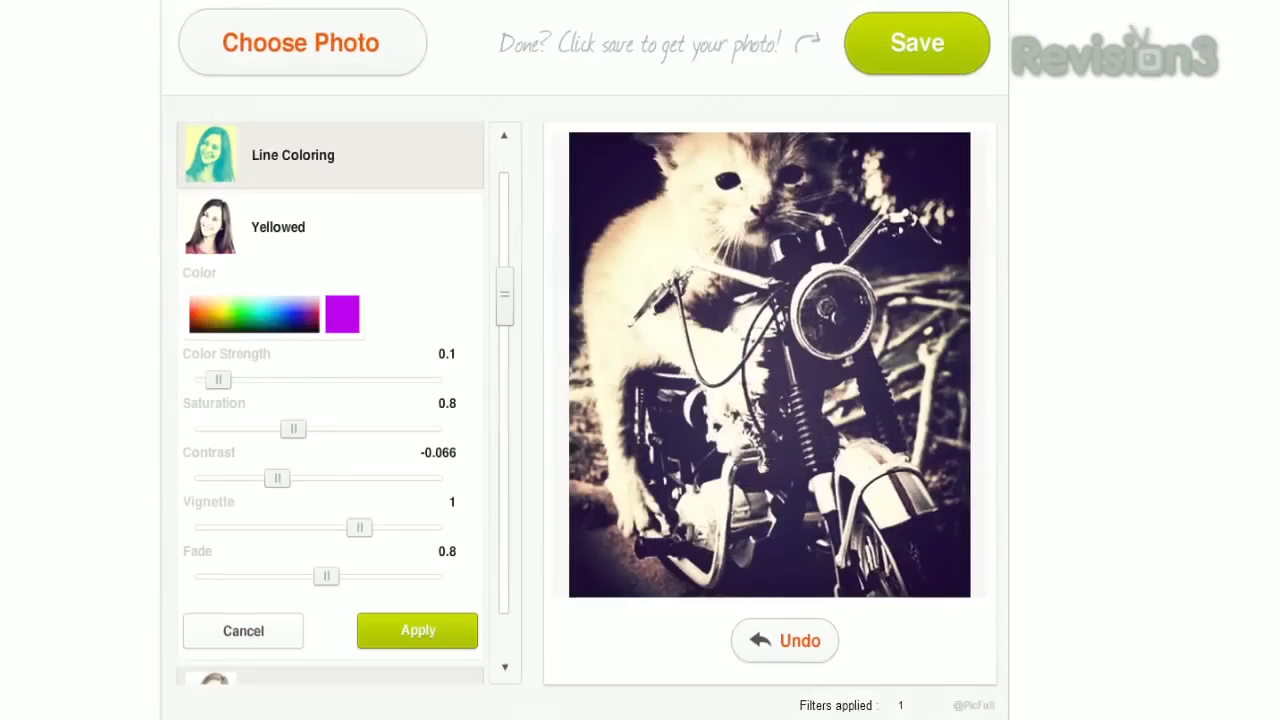 Choose Photo
Done? Click save to get your photo!
Save
Revision3
Line Coloring
Yellowed
Color
Color Strength 0.1
Saturation 0.8
Contrast -0.066
Vignette 1
Fade 0.8
Cancel
Apply
Undo
Filters applied : 1
@PicFull